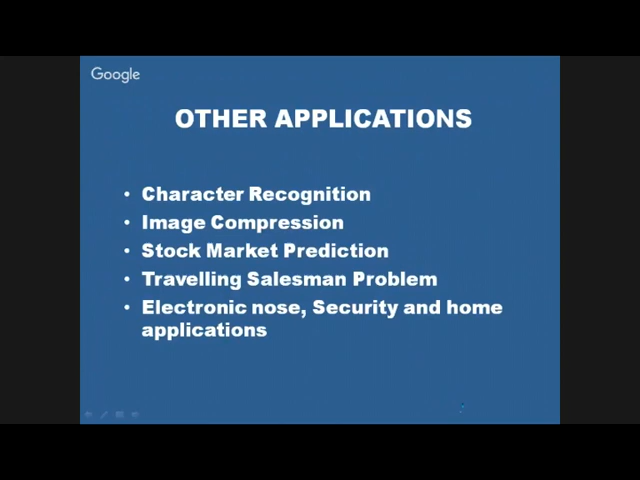 Google
OTHER APPLICATIONS
• Character Recognition
• Image Compression
• Stock Market Prediction
• Travelling Salesman Problem
• Electronic nose, Security and home
applications